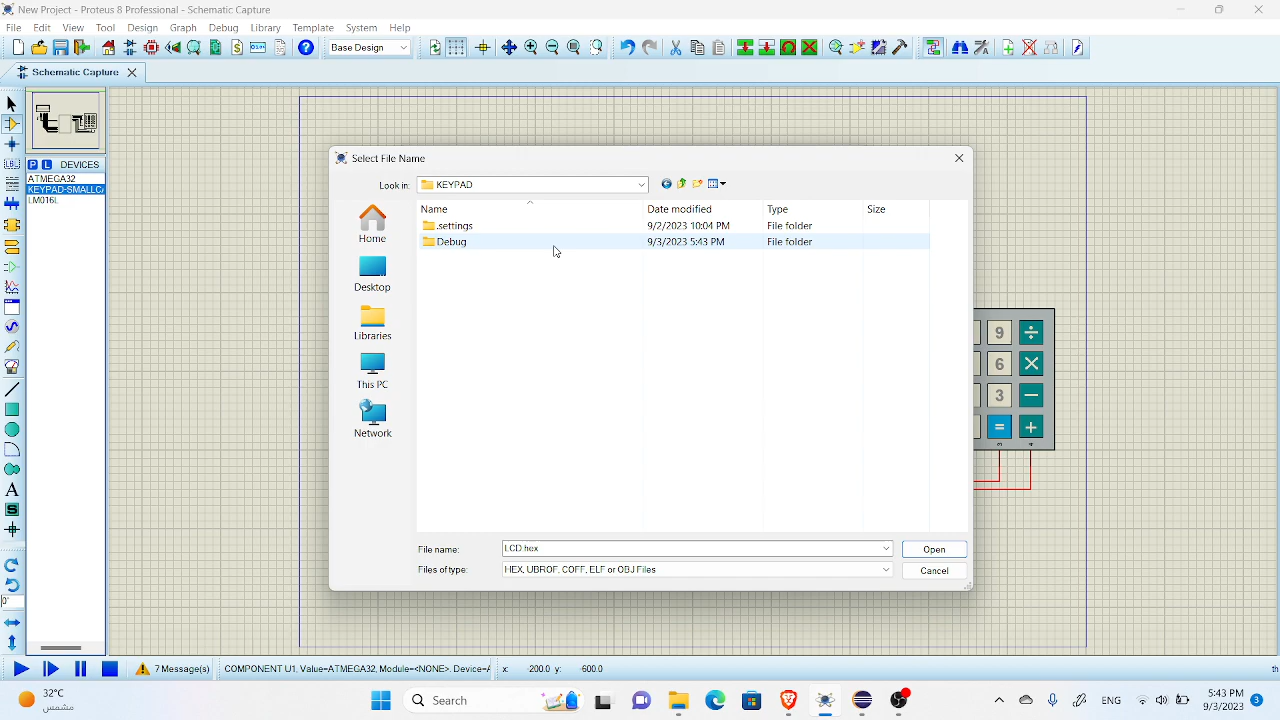 New Project - Proteus 8 Professional - Schematic Capture
File Edit View Tool Design Graph Debug Library Template System Help
Base Design
Schematic Capture
P L DEVICES
ATMEGA32
KEYPAD-SMALLCA
LM016L
Select File Name
Look in: KEYPAD
Name Date modified Type Size
.settings 9/2/2023 10:04 PM File folder
Debug 9/3/2023 5:43 PM File folder
Home
Desktop
Libraries
This PC
Network
9 ÷
6 ×
3 −
= +
File name: LCD.hex Open
Files of type: HEX, UBROF, COFF, ELF or OBJ Files Cancel
7 Message(s) COMPONENT U1, Value=ATMEGA32, Module=<NONE>, Device=A x: -200.0 y: -600.0 th
32°C
مشمس
Search
ENG
5:43 PM
9/3/2023
3